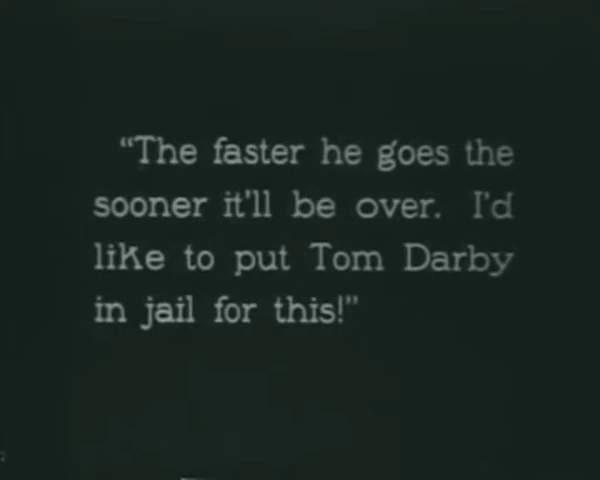 “The faster he goes the
sooner it'll be over. I'd
like to put Tom Darby
in jail for this!”